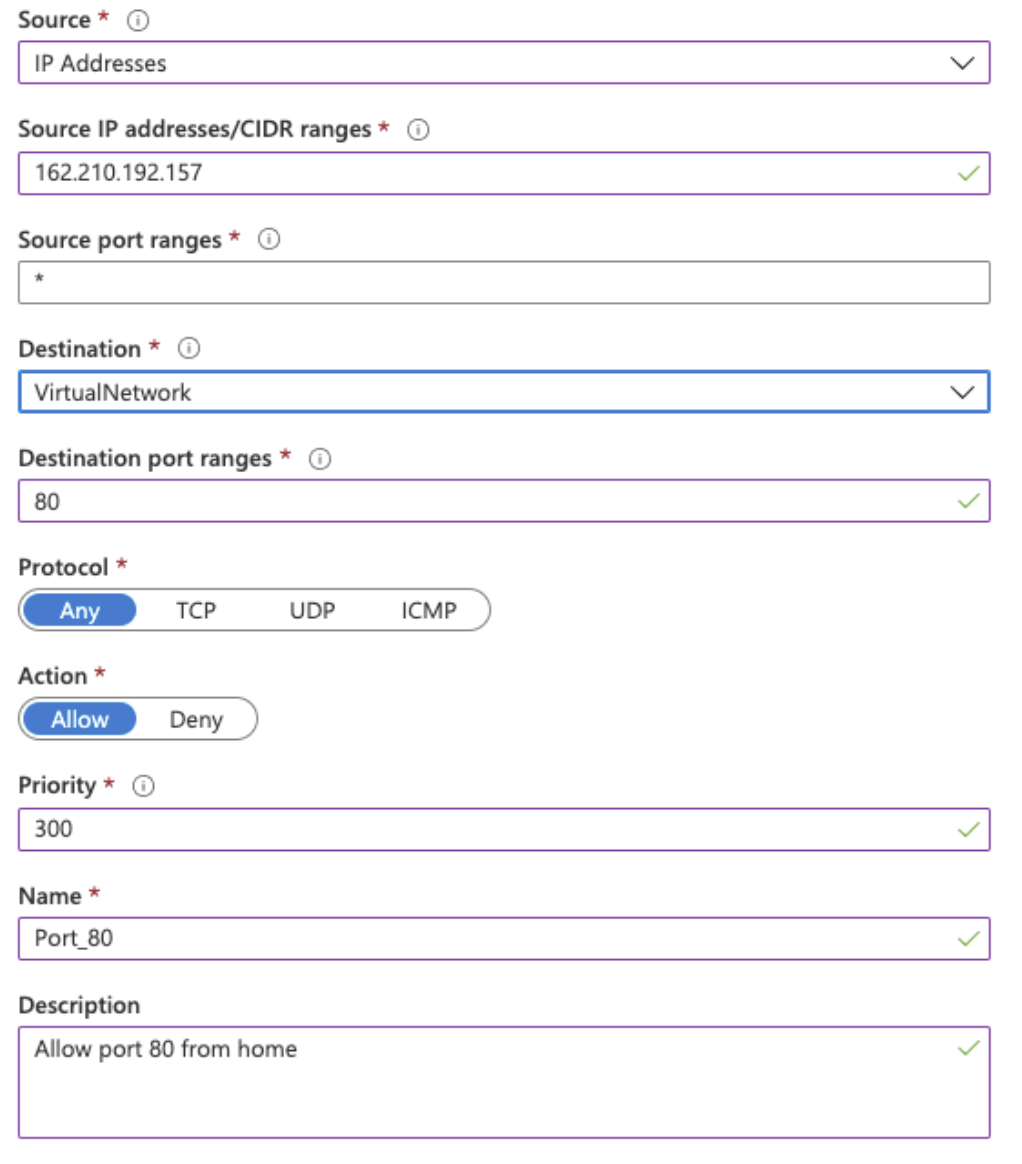 Source *
IP Addresses
Source IP addresses/CIDR ranges *
162.210.192.157
Source port ranges *
*
Destination *
VirtualNetwork
Destination port ranges *
80
Protocol *
Any TCP UDP ICMP
Action *
Allow Deny
Priority *
300
Name *
Port_80
Description
Allow port 80 from home